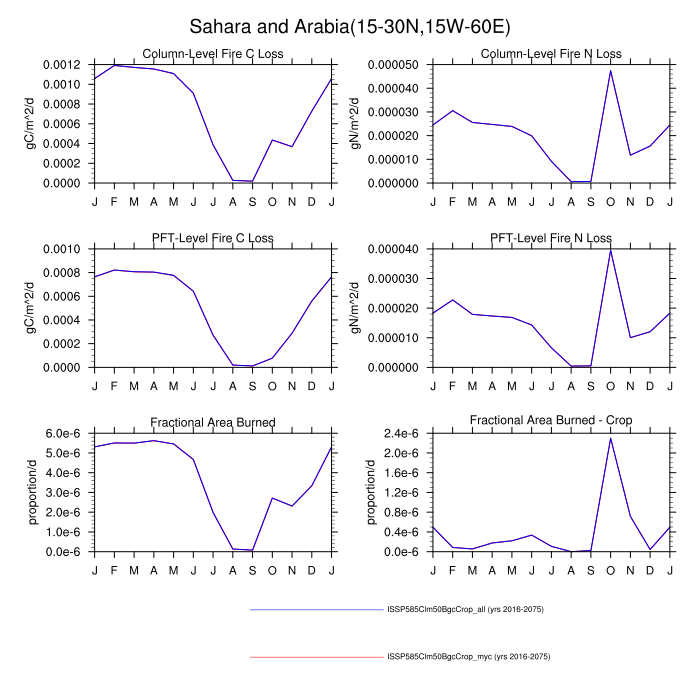 Sahara and Arabia(15-30N,15W-60E)
Column-Level Fire C Loss
gC/m^2/d
0.0012
0.0010
0.0008
0.0006
0.0004
0.0002
0.0000
J F M A M J J A S O N D J
Column-Level Fire N Loss
gN/m^2/d
0.000050
0.000040
0.000030
0.000020
0.000010
0.000000
J F M A M J J A S O N D J
PFT-Level Fire C Loss
gC/m^2/d
0.0010
0.0008
0.0006
0.0004
0.0002
0.0000
J F M A M J J A S O N D J
PFT-Level Fire N Loss
gN/m^2/d
0.000040
0.000030
0.000020
0.000010
0.000000
J F M A M J J A S O N D J
Fractional Area Burned
proportion/d
6.0e-6
5.0e-6
4.0e-6
3.0e-6
2.0e-6
1.0e-6
0.0e-6
J F M A M J J A S O N D J
Fractional Area Burned - Crop
proportion/d
2.4e-6
2.0e-6
1.6e-6
1.2e-6
0.8e-6
0.4e-6
0.0e-6
J F M A M J J A S O N D J
ISSP585Clm50BgcCrop_all (yrs 2016-2075)
ISSP585Clm50BgcCrop_myc (yrs 2016-2075)